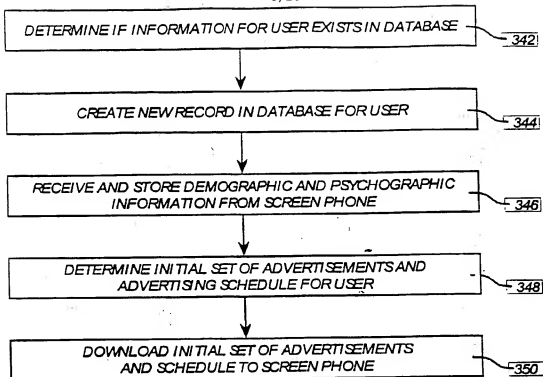 DETERMINE IF INFORMATION FOR USER EXISTS IN DATABASE
342
CREATE NEW RECORD IN DATABASE FOR USER
344
RECEIVE AND STORE DEMOGRAPHIC AND PSYCHOGRAPHIC
INFORMATION FROM SCREEN PHONE
346
DETERMINE INITIAL SET OF ADVERTISEMENTS AND
ADVERTISING SCHEDULE FOR USER
348
DOWNLOAD INITIAL SET OF ADVERTISEMENTS
AND SCHEDULE TO SCREEN PHONE
350